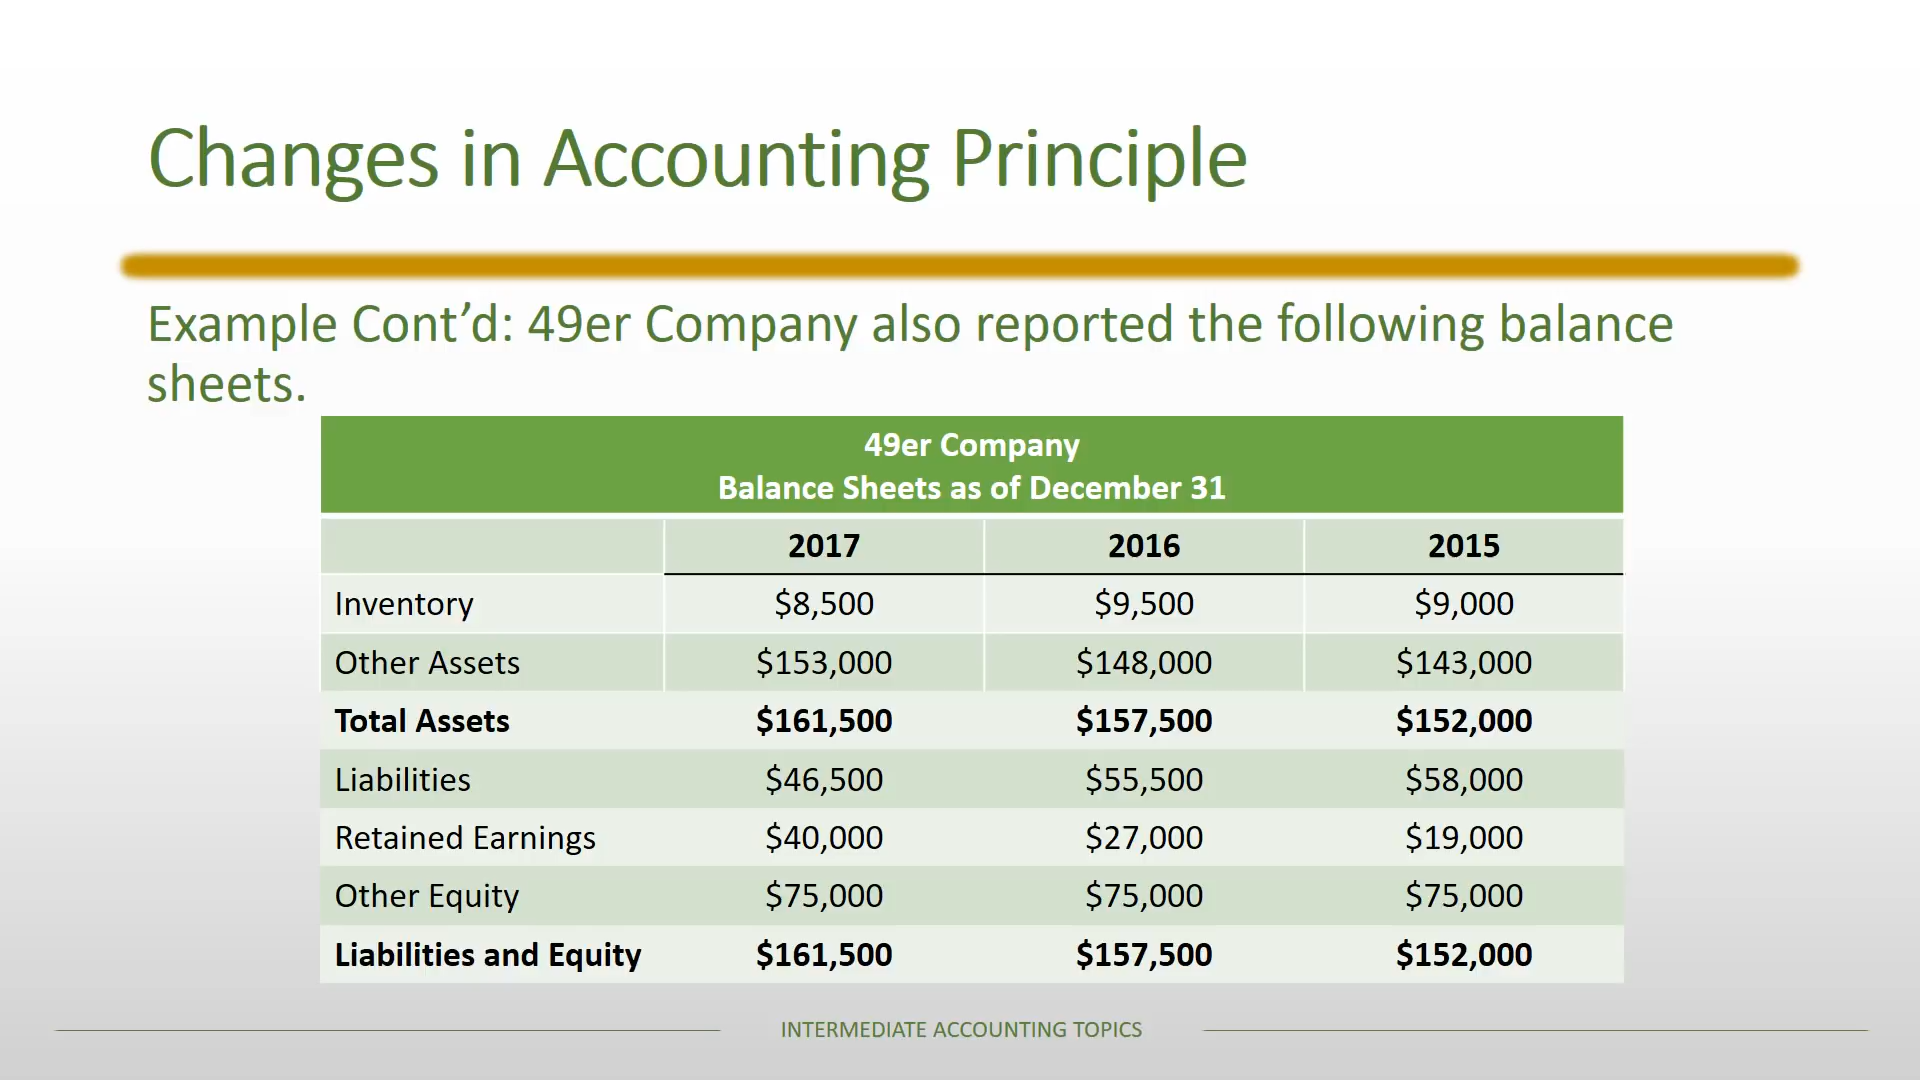 Changes in Accounting Principle
Example Cont’d: 49er Company also reported the following balance
sheets.
49er Company
Balance Sheets as of December 31
2017 2016 2015
Inventory $8,500 $9,500 $9,000
Other Assets $153,000 $148,000 $143,000
Total Assets $161,500 $157,500 $152,000
Liabilities $46,500 $55,500 $58,000
Retained Earnings $40,000 $27,000 $19,000
Other Equity $75,000 $75,000 $75,000
Liabilities and Equity $161,500 $157,500 $152,000
INTERMEDIATE ACCOUNTING TOPICS